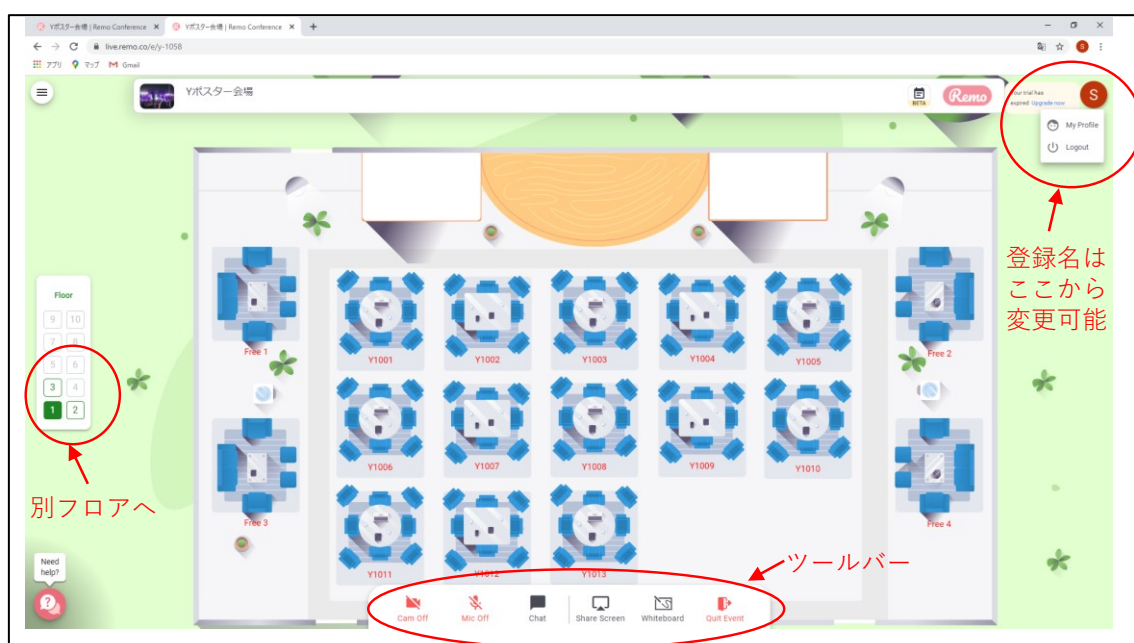 Yポスター会場 | Remo Conference
Yポスター会場 | Remo Conference
live.remo.co/e/y-1058
アプリ マップ Gmail
Yポスター会場
BETA
Remo
Your trial has
expired Upgrade now
S
S
My Profile
Logout
登録名は
ここから
変更可能
Floor
9 10
7 8
5 6
3 4
1 2
別フロアへ
Free 1
Free 2
Y1001 Y1002 Y1003 Y1004 Y1005
Y1006 Y1007 Y1008 Y1009 Y1010
Free 3
Free 4
Y1011 Y1012 Y1013
ツールバー
Need
help?
Cam Off Mic Off Chat Share Screen Whiteboard Quit Event